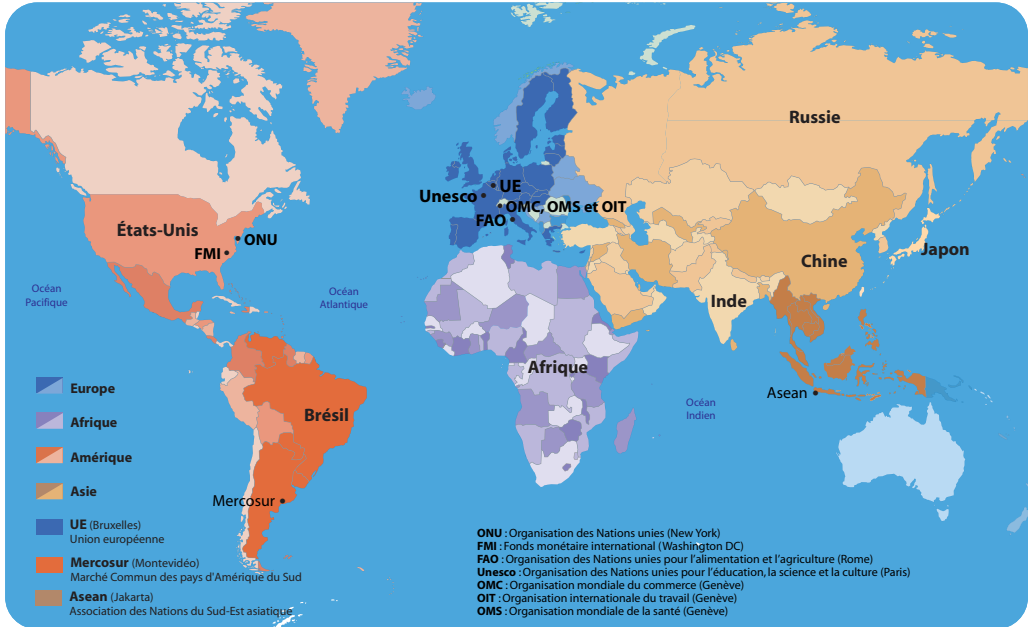 Russie
UE
Unesco
OMC, OMS et OIT
FAO
États-Unis
ONU
FMI
Japon
Chine
Océan
Pacifique
Océan
Atlantique
Inde
Afrique
Europe
Asean
Océan
Indien
Afrique
Brésil
Amérique
Asie
Mercosur
UE (Bruxelles)
Union européenne
Mercosur (Montevidéo)
Marché Commun des pays d'Amérique du Sud
Asean (Jakarta)
Association des Nations du Sud-Est asiatique
ONU : Organisation des Nations unies (New York)
FMI : Fonds monétaire international (Washington DC)
FAO : Organisation des Nations unies pour l'alimentation et l'agriculture (Rome)
Unesco : Organisation des Nations unies pour l'éducation, la science et la culture (Paris)
OMC : Organisation mondiale du commerce (Genève)
OIT : Organisation internationale du travail (Genève)
OMS : Organisation mondiale de la santé (Genève)